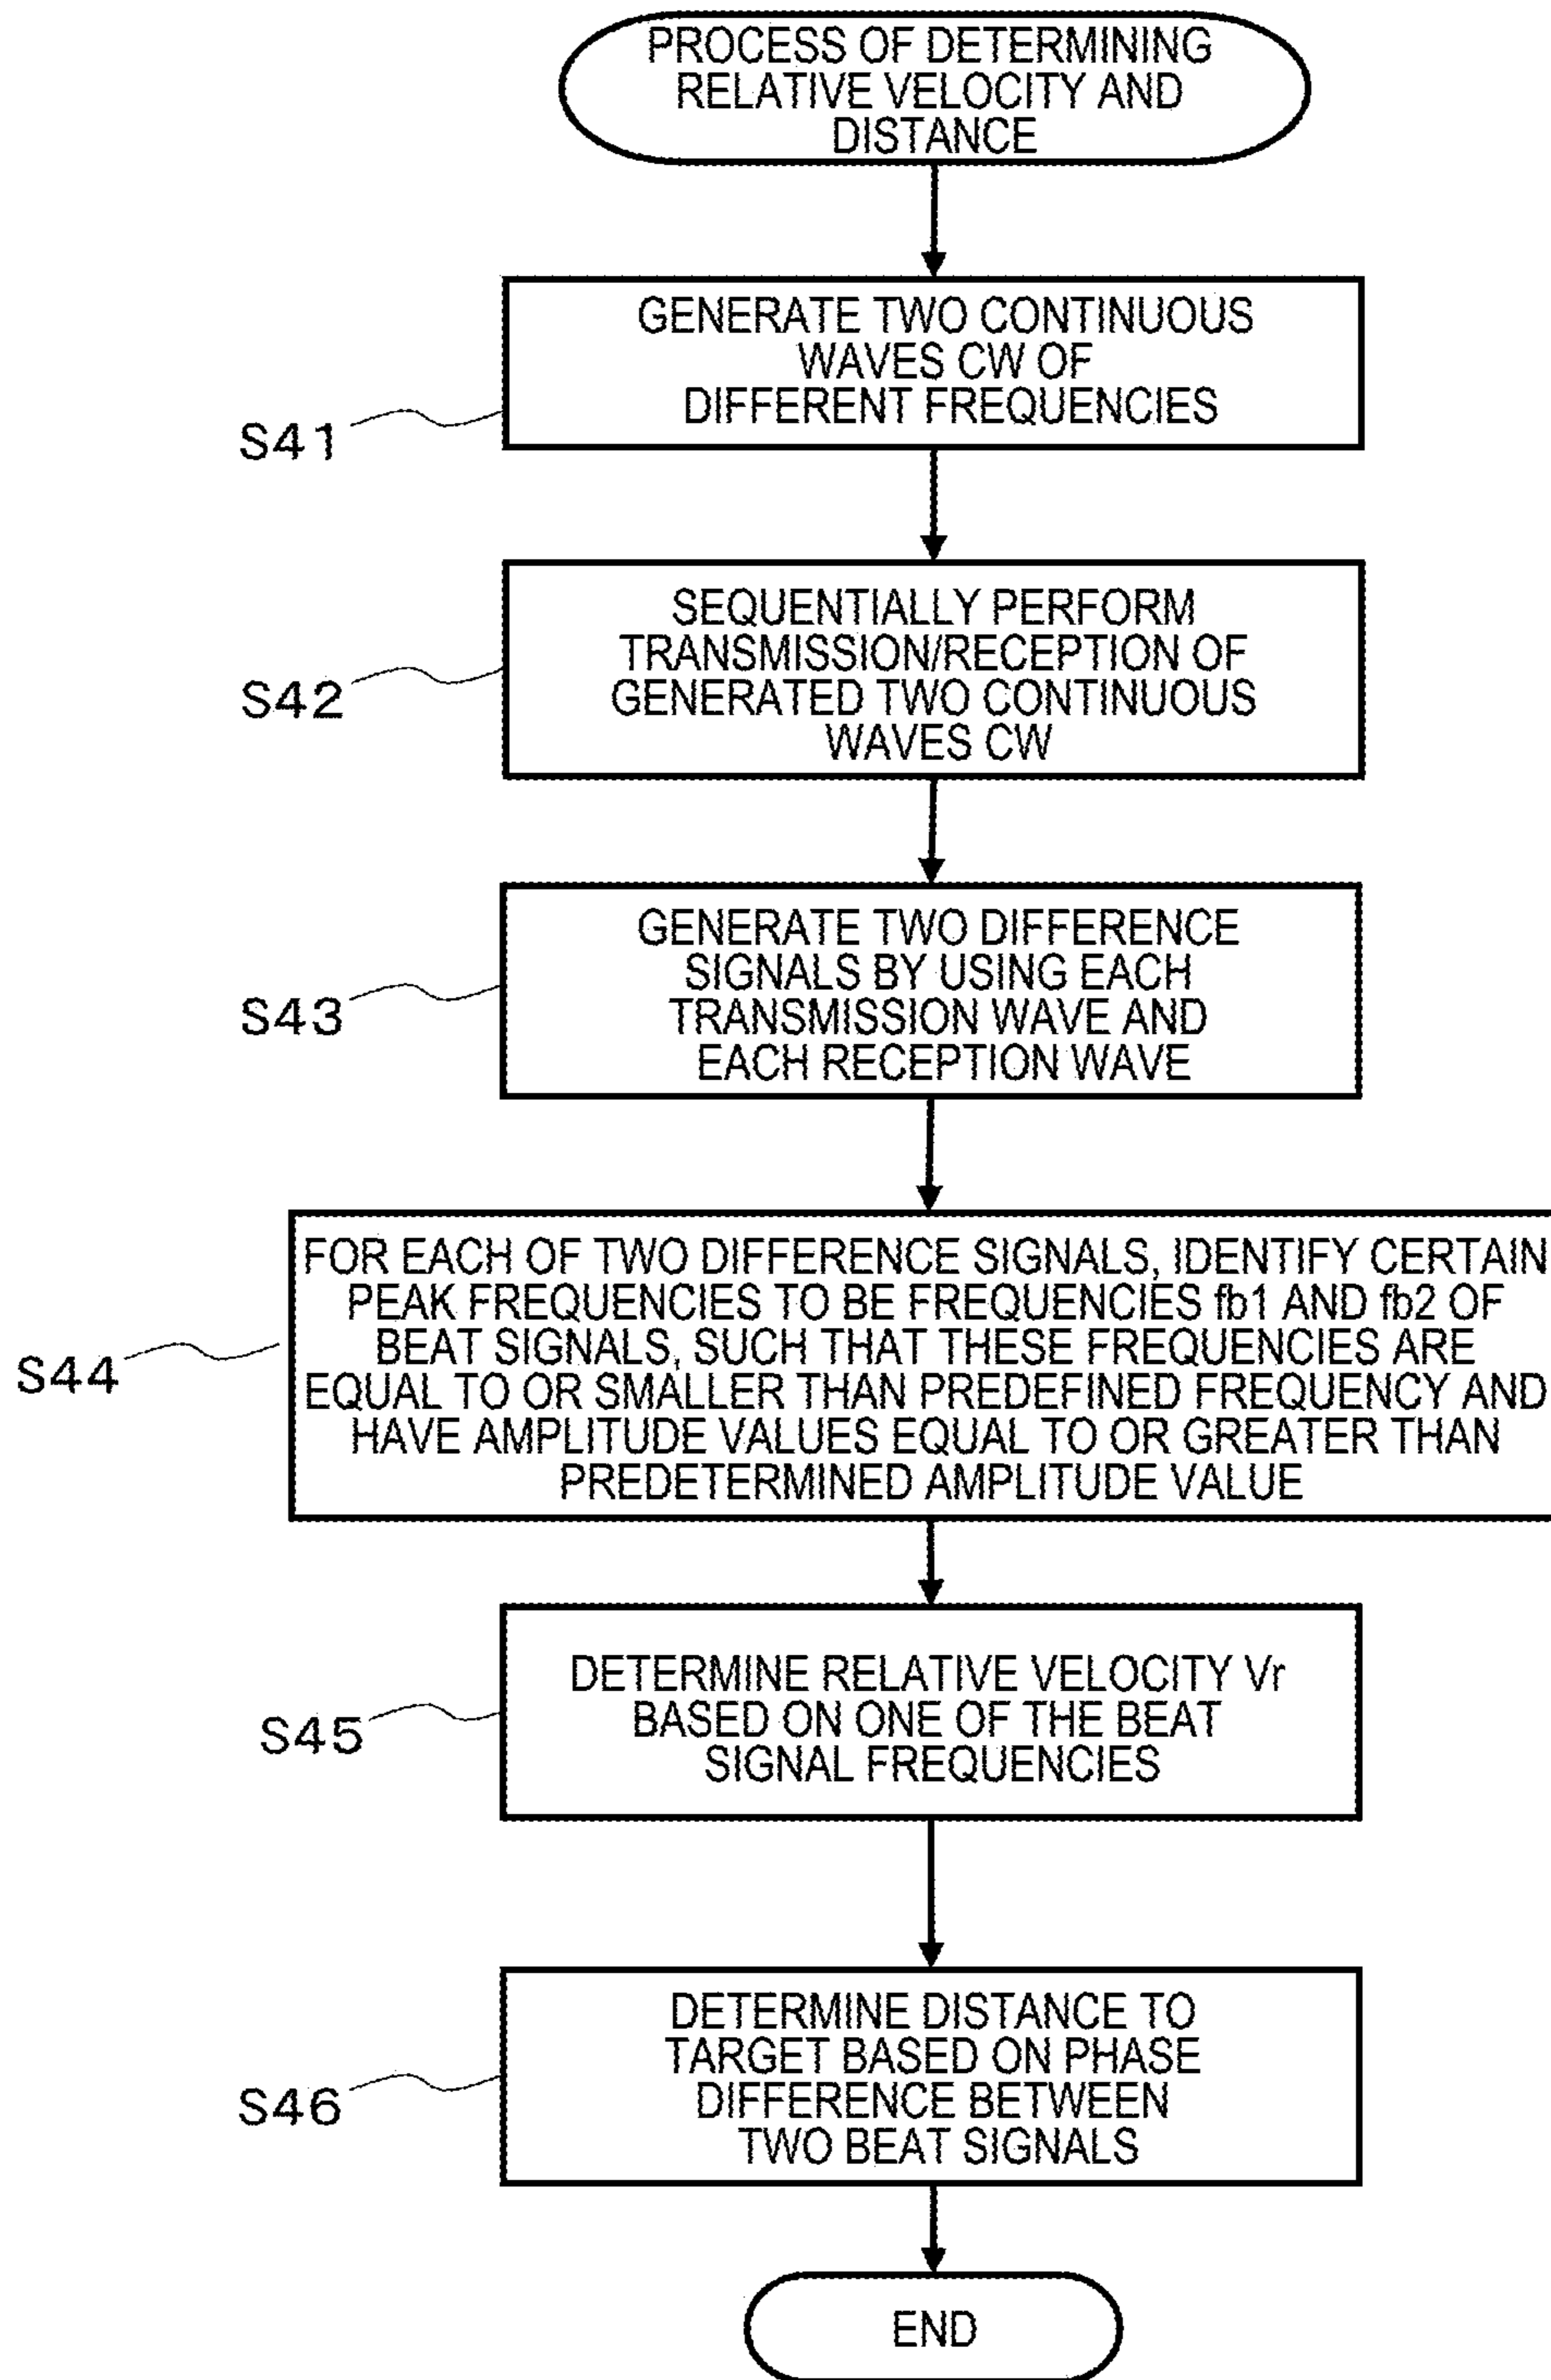 PROCESS OF DETERMINING
RELATIVE VELOCITY AND
DISTANCE
GENERATE TWO CONTINUOUS
WAVES CW OF
DIFFERENT FREQUENCIES
S41
SEQUENTIALLY PERFORM
TRANSMISSION/RECEPTION OF
GENERATED TWO CONTINUOUS
WAVES CW
S42
GENERATE TWO DIFFERENCE
SIGNALS BY USING EACH
TRANSMISSION WAVE AND
EACH RECEPTION WAVE
S43
FOR EACH OF TWO DIFFERENCE SIGNALS, IDENTIFY CERTAIN
PEAK FREQUENCIES TO BE FREQUENCIES fb1 AND fb2 OF
BEAT SIGNALS, SUCH THAT THESE FREQUENCIES ARE
EQUAL TO OR SMALLER THAN PREDEFINED FREQUENCY AND
HAVE AMPLITUDE VALUES EQUAL TO OR GREATER THAN
PREDETERMINED AMPLITUDE VALUE
S44
DETERMINE RELATIVE VELOCITY Vr
BASED ON ONE OF THE BEAT
SIGNAL FREQUENCIES
S45
DETERMINE DISTANCE TO
TARGET BASED ON PHASE
DIFFERENCE BETWEEN
TWO BEAT SIGNALS
S46
END